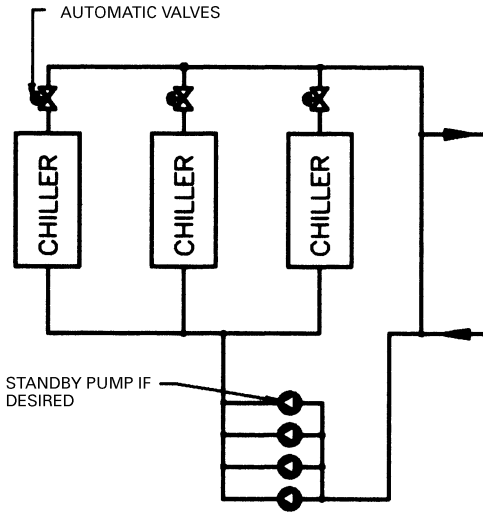 AUTOMATIC VALVES
CHILLER
CHILLER
CHILLER
STANDBY PUMP IF
DESIRED